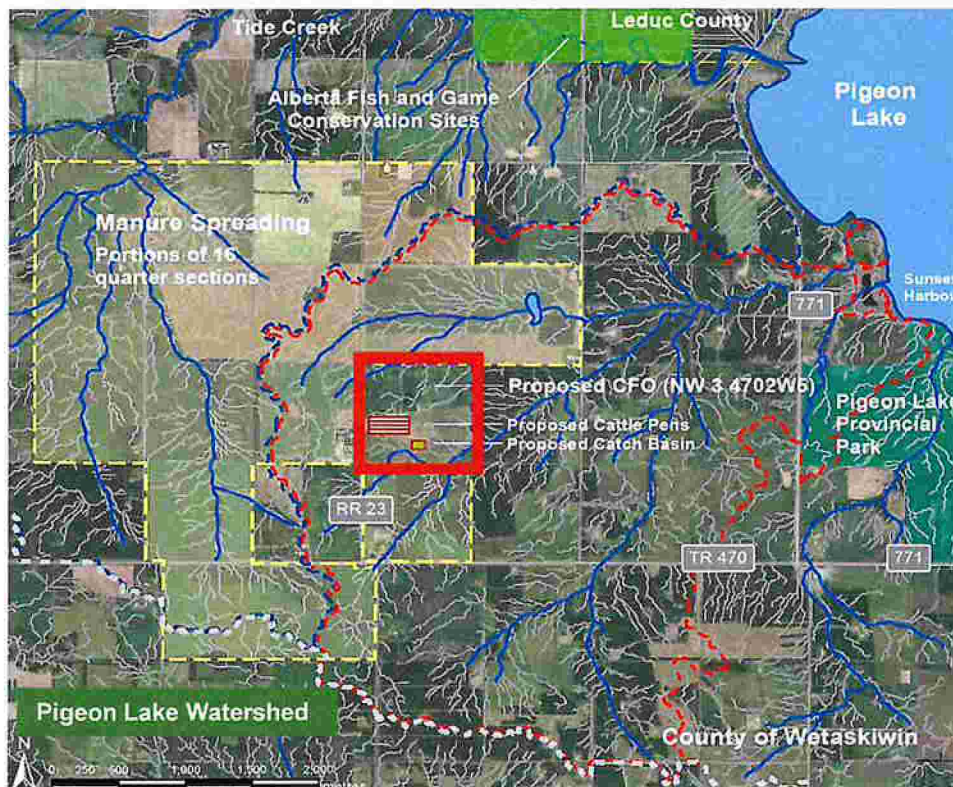 Tide Creek
Leduc County
Alberta Fish and Game
Conservation Sites
Pigeon
Lake
Manure Spreading
Portions of 16
quarter sections
771
Sunset
Harbour
Proposed CFO (NW 3 4702W5)
Proposed Cattle Pens
Proposed Catch Basin
Pigeon Lake
Provincial
Park
RR 23
TR 470
771
Pigeon Lake Watershed
County of Wetaskiwin
N
0 250 500 1,000 1,500 2,000
metres